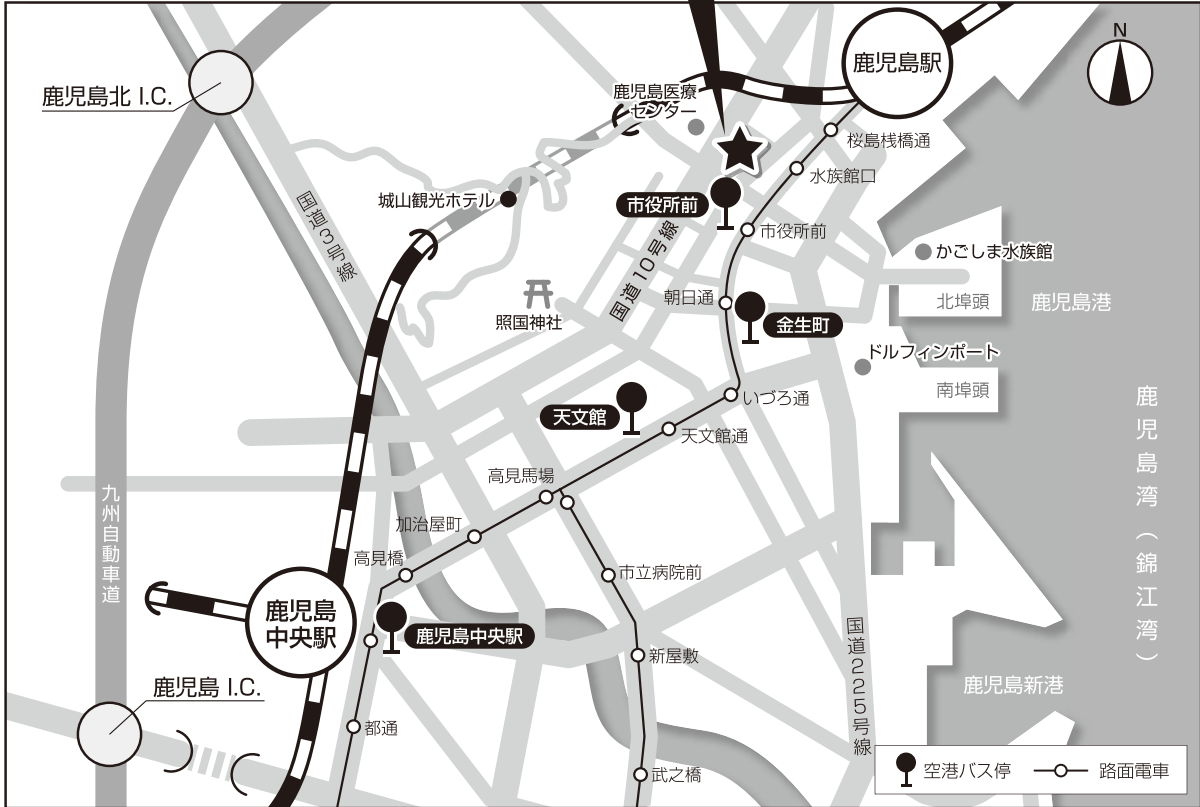 鹿児島駅
N
鹿児島北 I.C.
鹿児島医療
センター
桜島桟橋通
水族館口
城山観光ホテル
市役所前
市役所前
国道3号線
国道10号線
かごしま水族館
朝日通
北埠頭
鹿児島港
照国神社
金生町
ドルフィンポート
南埠頭
いづろ通
天文館
天文館通
鹿児島湾(錦江湾)
高見馬場
九州自動車道
加治屋町
高見橋
市立病院前
鹿児島
中央駅
鹿児島中央駅
国道225号線
新屋敷
鹿児島新港
鹿児島 I.C.
都通
武之橋
空港バス停
路面電車